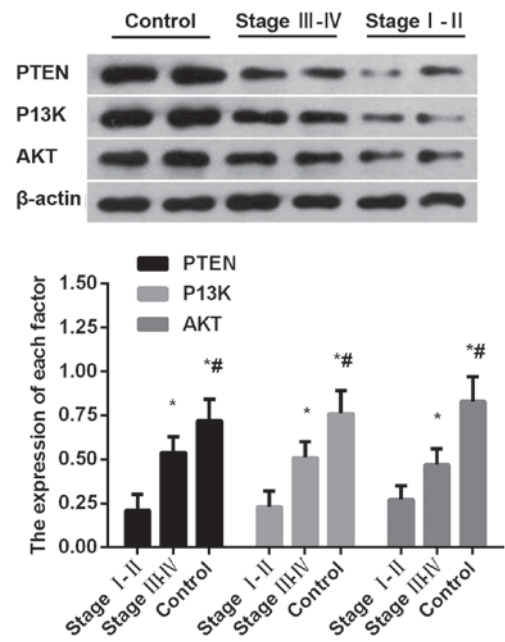 Control Stage III-IV Stage I - II
PTEN
P13K
AKT
β-actin
PTEN
P13K
AKT
The expression of each factor
1.50
1.25
1.00
0.75
0.50
0.25
0.00
* *# * *# * *#
Stage I-II Stage III-IV Control Stage I-II Stage II-IV Control Stage I-II Stage III-IV Control